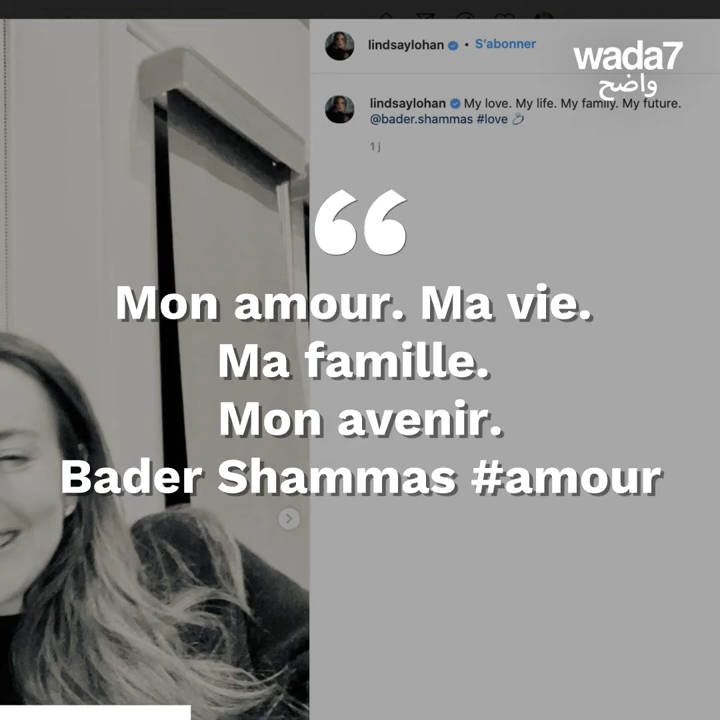 lindsaylohan • S'abonner
wada7
واضح
lindsaylohan My love. My life. My family. My future.
@bader.shammas #love 💍
1 j
“
Mon amour. Ma vie.
Ma famille.
Mon avenir.
Bader Shammas #amour